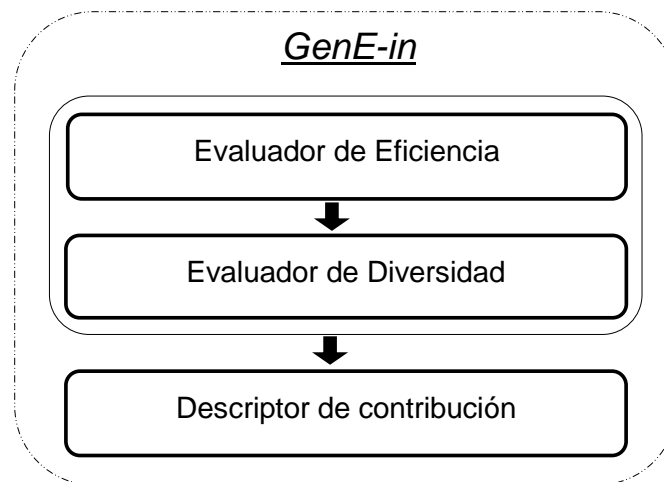 GenE-in
Evaluador de Eficiencia
Evaluador de Diversidad
Descriptor de contribución